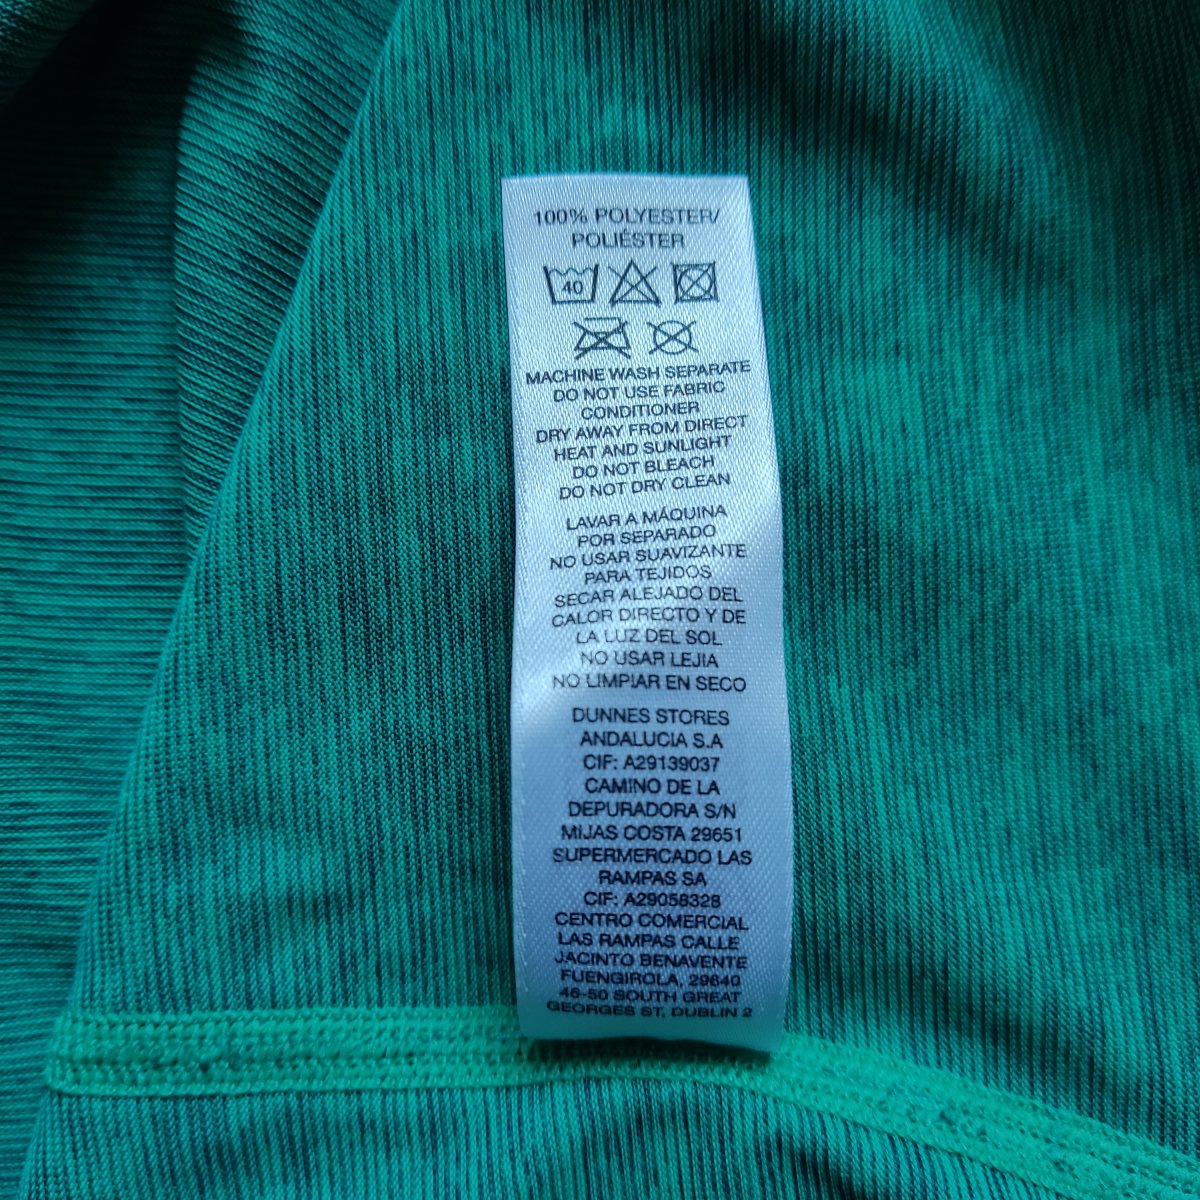 100% POLYESTER/
POLIÉSTER
40
MACHINE WASH SEPARATE
DO NOT USE FABRIC
CONDITIONER
DRY AWAY FROM DIRECT
HEAT AND SUNLIGHT
DO NOT BLEACH
DO NOT DRY CLEAN
LAVAR A MÁQUINA
POR SEPARADO
NO USAR SUAVIZANTE
PARA TEJIDOS
SECAR ALEJADO DEL
CALOR DIRECTO Y DE
LA LUZ DEL SOL
NO USAR LEJIA
NO LIMPIAR EN SECO
DUNNES STORES
ANDALUCIA S.A
CIF: A29139037
CAMINO DE LA
DEPURADORA S/N
MIJAS COSTA 29651
SUPERMERCADO LAS
RAMPAS SA
CIF: A29058328
CENTRO COMERCIAL
LAS RAMPAS CALLE
JACINTO BENAVENTE
FUENGIROLA, 29640
46-50 SOUTH GREAT
GEORGES ST, DUBLIN 2